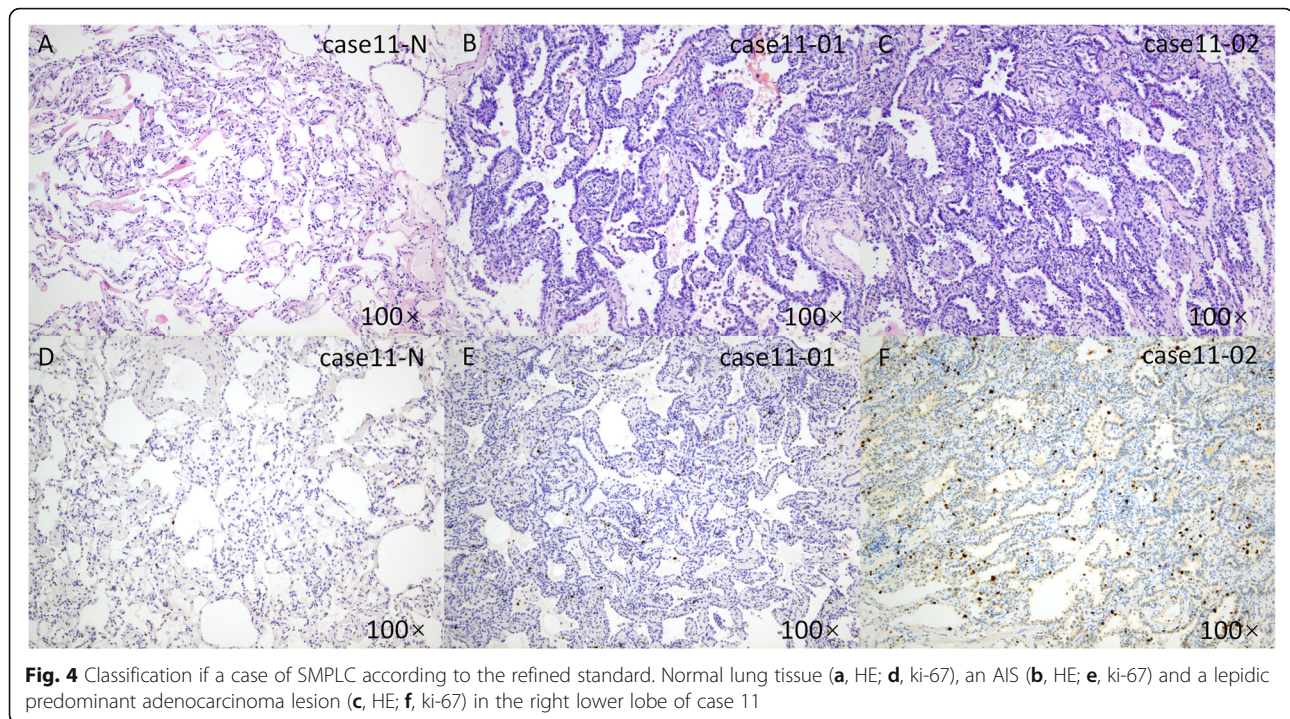 A case11-N
B case11-01
C case11-02
100×
100×
100×
D case11-N
E case11-01
F case11-02
100×
100×
100×
Fig. 4 Classification if a case of SMPLC according to the refined standard. Normal lung tissue (a, HE; d, ki-67), an AIS (b, HE; e, ki-67) and a lepidic
predominant adenocarcinoma lesion (c, HE; f, ki-67) in the right lower lobe of case 11